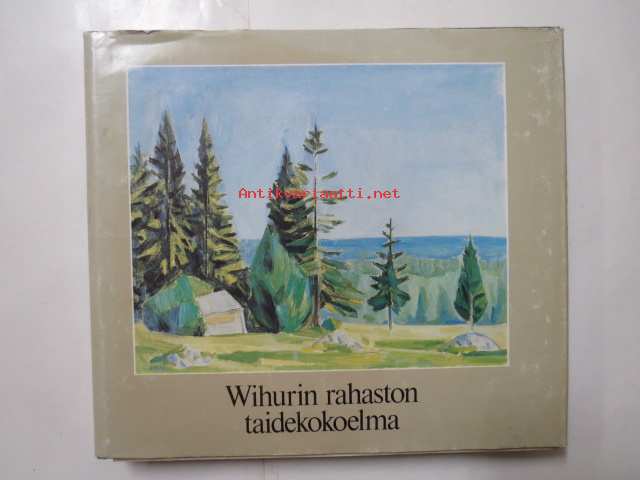 Antikvariaatti.net
Wihurin rahaston
taidekokoelma